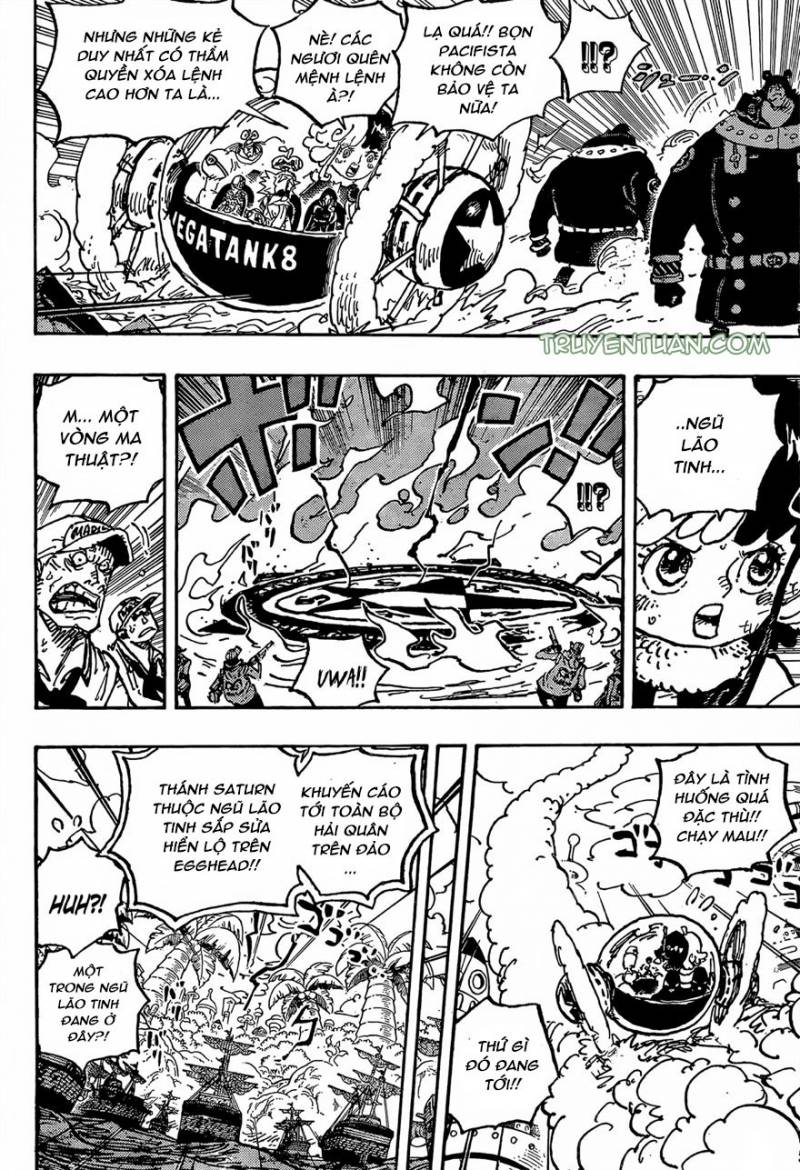 !!?
LẠ QUÁ!! BỌN
PACIFISTA
KHÔNG CÒN
BẢO VỆ TA
NỮA!
NÈ! CÁC
NGƯƠI QUÊN
MỆNH LỆNH
À?!
NHƯNG NHỮNG KẺ
DUY NHẤT CÓ THẨM
QUYỀN XÓA LỆNH
CAO HƠN TA LÀ...
VEGATANK8
TRUYENTUAN.COM
..NGŨ
LÃO
TINH...
!!?
UWA!!
M... MỘT
VÒNG MA
THUẬT?!
ĐÂY LÀ TÌNH
HUỐNG QUÁ
ĐẶC THÙ!!
CHẠY MAU!!
THỨ GÌ
ĐÓ ĐANG
TỚI!!
KHUYẾN CÁO
TỚI TOÀN BỘ
HẢI QUÂN
TRÊN ĐẢO
...
THÁNH SATURN
THUỘC NGŨ LÃO
TINH SẮP SỬA
HIỂN LỘ TRÊN
EGGHEAD!!
HUH?!
MỘT
TRONG NGŨ
LÃO TINH
ĐANG Ở
ĐÂY?